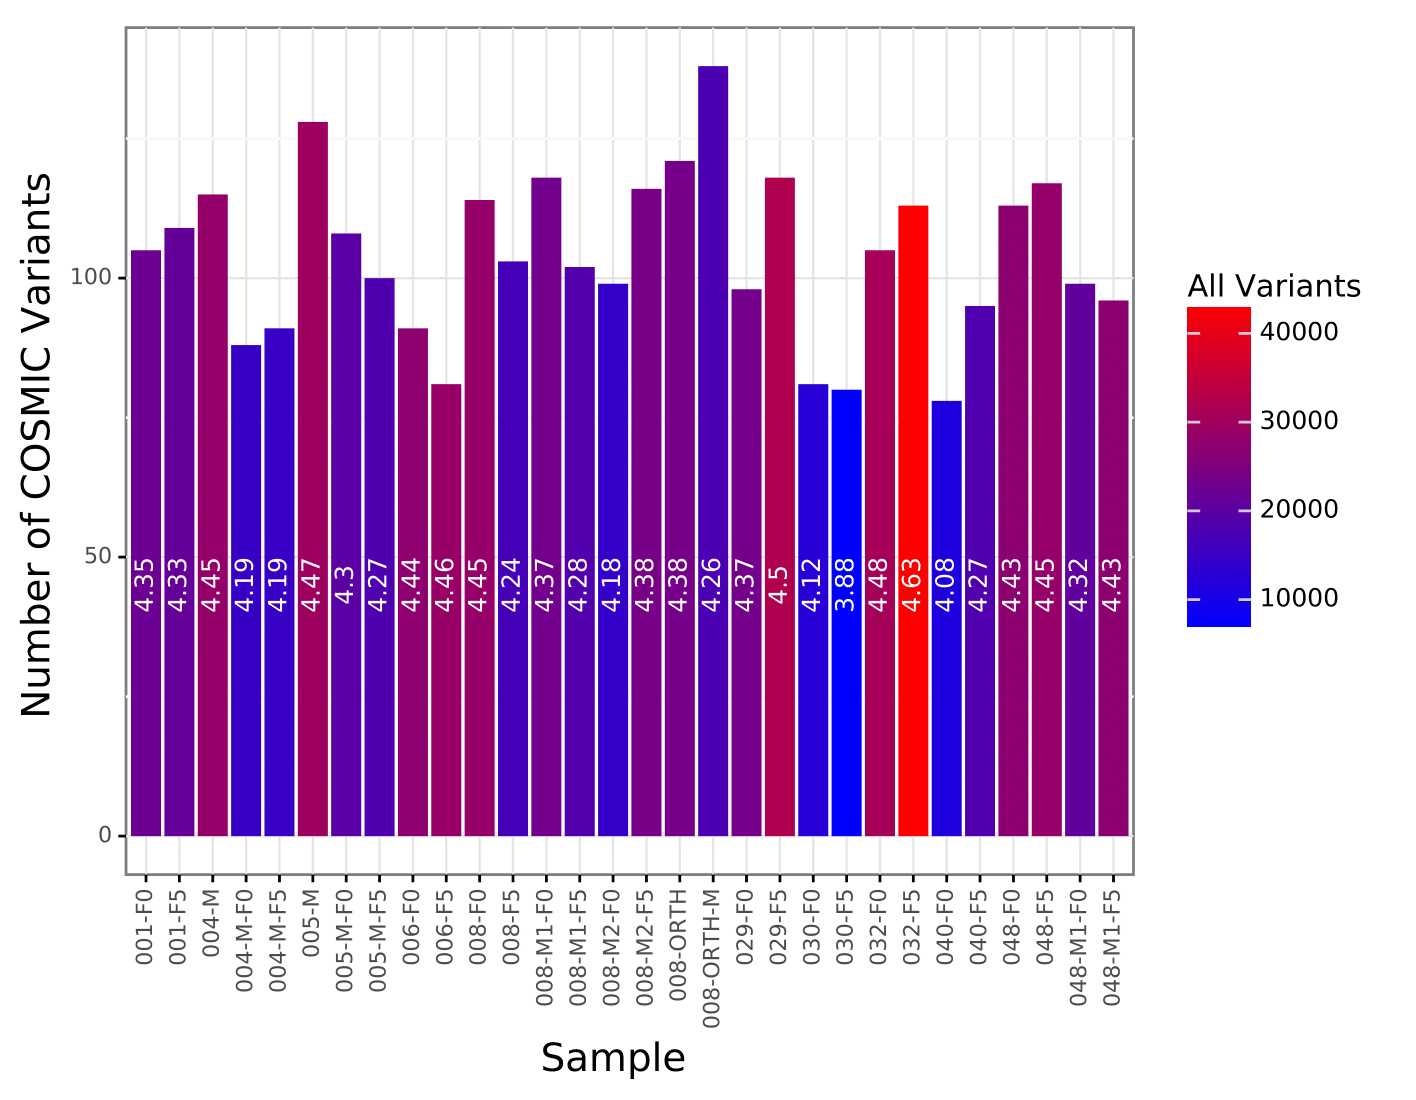 Number of COSMIC Variants
100
50
0
4.35
4.33
4.45
4.19
4.19
4.47
4.3
4.27
4.44
4.46
4.45
4.24
4.37
4.28
4.18
4.38
4.38
4.26
4.37
4.5
4.12
3.88
4.48
4.63
4.08
4.27
4.43
4.45
4.32
4.43
001-F0
001-F5
004-M
004-M-F0
004-M-F5
005-M
005-M-F0
005-M-F5
006-F0
006-F5
008-F0
008-F5
008-M1-F0
008-M1-F5
008-M2-F0
008-M2-F5
008-ORTH
008-ORTH-M
029-F0
029-F5
030-F0
030-F5
032-F0
032-F5
040-F0
040-F5
048-F0
048-F5
048-M1-F0
048-M1-F5
Sample
All Variants
40000
30000
20000
10000